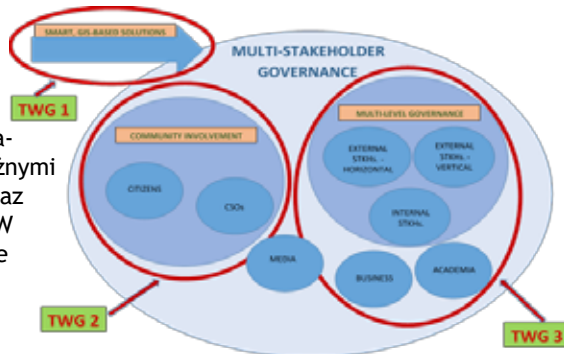 SMART, GIS-BASED SOLUTIONS
MULTI-STAKEHOLDER
GOVERNANCE
TWG 1
MULTI-LEVEL GOVERNANCE
COMMUNITY INVOLVEMENT
a-
żnymi
az
W
e
EXTERNAL
STKHs. -
HORIZONTAL
EXTERNAL
STKHs. -
VERTICAL
CITIZENS
CSOs
INTERNAL
STKHs.
MEDIA
BUSINESS
ACADEMIA
TWG 2
TWG 3